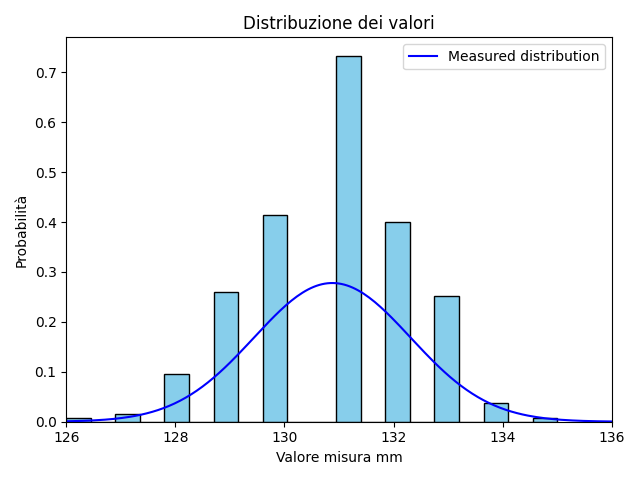 Distribuzione dei valori
Measured distribution
Probabilità
0.7
0.6
0.5
0.4
0.3
0.2
0.1
0.0
126 128 130 132 134 136
Valore misura mm